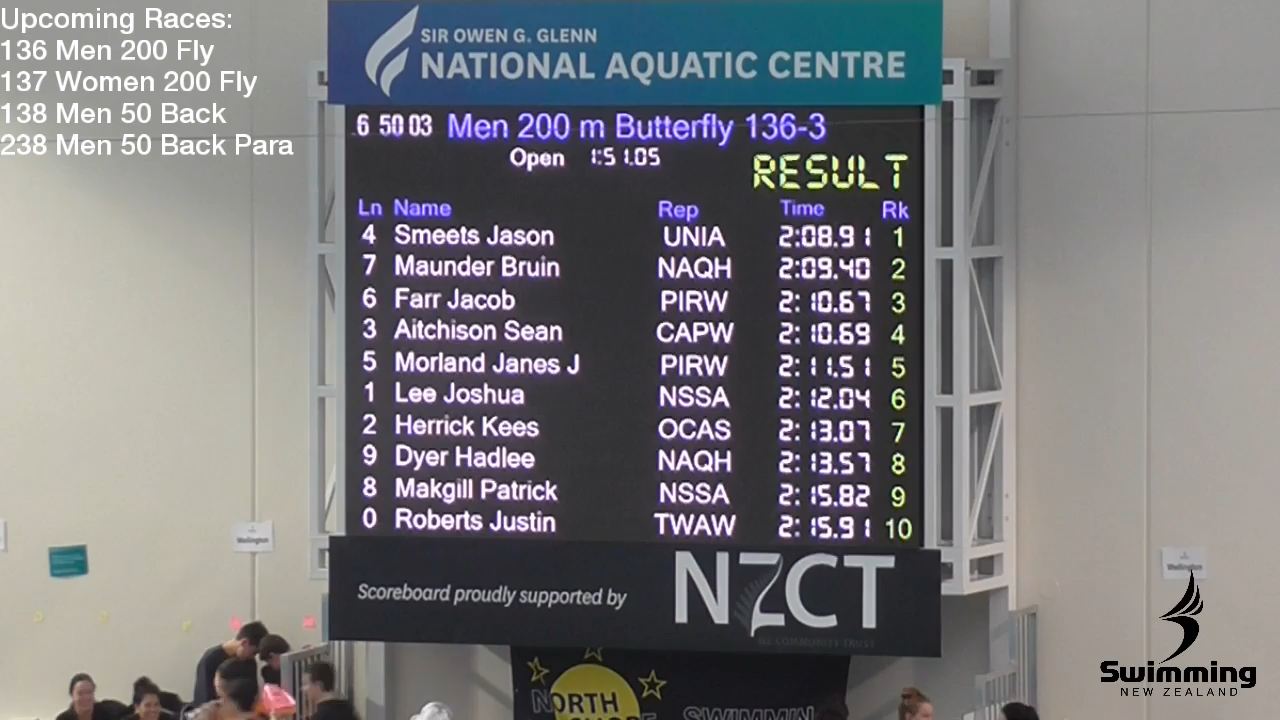 Upcoming Races:
136 Men 200 Fly
137 Women 200 Fly
138 Men 50 Back
238 Men 50 Back Para
SIR OWEN G. GLENN
NATIONAL AQUATIC CENTRE
6 50 03 Men 200 m Butterfly 136-3
Open 1:51.05
RESULT
Ln Name Rep Time Rk
4 Smeets Jason UNIA 2:08.91 1
7 Maunder Bruin NAQH 2:09.40 2
6 Farr Jacob PIRW 2:10.67 3
3 Aitchison Sean CAPW 2:10.69 4
5 Morland Janes J PIRW 2:11.51 5
1 Lee Joshua NSSA 2:12.04 6
2 Herrick Kees OCAS 2:13.07 7
9 Dyer Hadlee NAQH 2:13.57 8
8 Makgill Patrick NSSA 2:15.82 9
0 Roberts Justin TWAW 2:15.91 10
Scoreboard proudly supported by
NZCT
NZ COMMUNITY TRUST
Wellington
Wellington
NORTH
Swimming
NEW ZEALAND